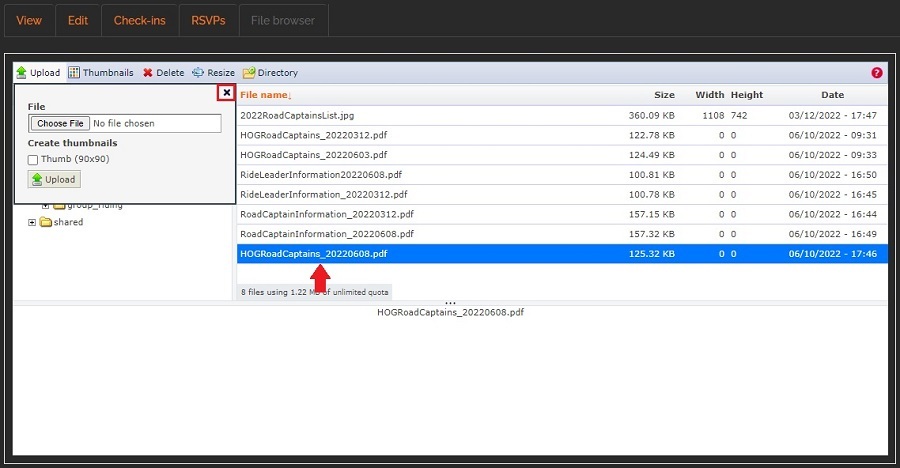 View Edit Check-ins RSVPs File browser
Upload Thumbnails Delete Resize Directory ?
File name↓ Size Width Height Date
File
Choose File No file chosen
Create thumbnails
Thumb (90x90)
Upload
group_riding
shared
2022RoadCaptainsList.jpg 360.09 KB 1108 742 03/12/2022 - 17:47
HOGRoadCaptains_20220312.pdf 122.78 KB 0 0 06/10/2022 - 09:31
HOGRoadCaptains_20220603.pdf 124.49 KB 0 0 06/10/2022 - 09:33
RideLeaderInformation20220608.pdf 100.81 KB 0 0 06/10/2022 - 16:50
RideLeaderInformation_20220312.pdf 100.78 KB 0 0 06/10/2022 - 16:45
RoadCaptainInformation_20220312.pdf 157.15 KB 0 0 06/10/2022 - 16:44
RoadCaptainInformation_20220608.pdf 157.32 KB 0 0 06/10/2022 - 16:49
HOGRoadCaptains_20220608.pdf 125.32 KB 0 0 06/10/2022 - 17:46
8 files using 1.22 MB of unlimited quota
HOGRoadCaptains_20220608.pdf